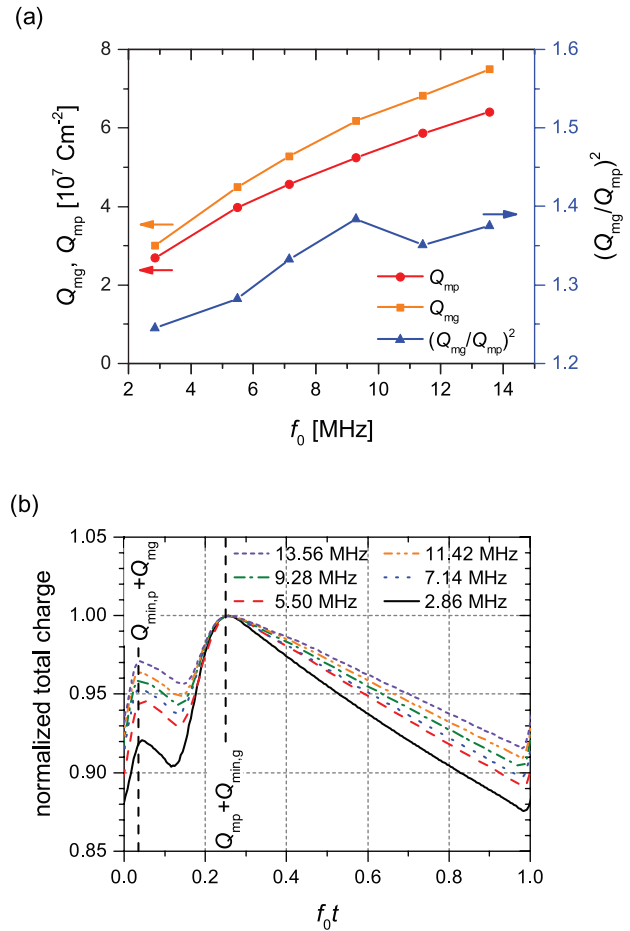 (a)
8
6
4
2
0
Q_mg, Q_mp [10^7 Cm^-2]
1.6
1.5
1.4
1.3
1.2
(Q_mg/Q_mp)^2
Q_mp
Q_mg
(Q_mg/Q_mp)^2
2 4 6 8 10 12 14
f_0 [MHz]
(b)
1.05
1.00
0.95
0.90
0.85
normalized total charge
13.56 MHz 11.42 MHz
9.28 MHz 7.14 MHz
5.50 MHz 2.86 MHz
Q_min,p +Q_mg
Q_mp +Q_min,g
0.0 0.2 0.4 0.6 0.8 1.0
f_0t